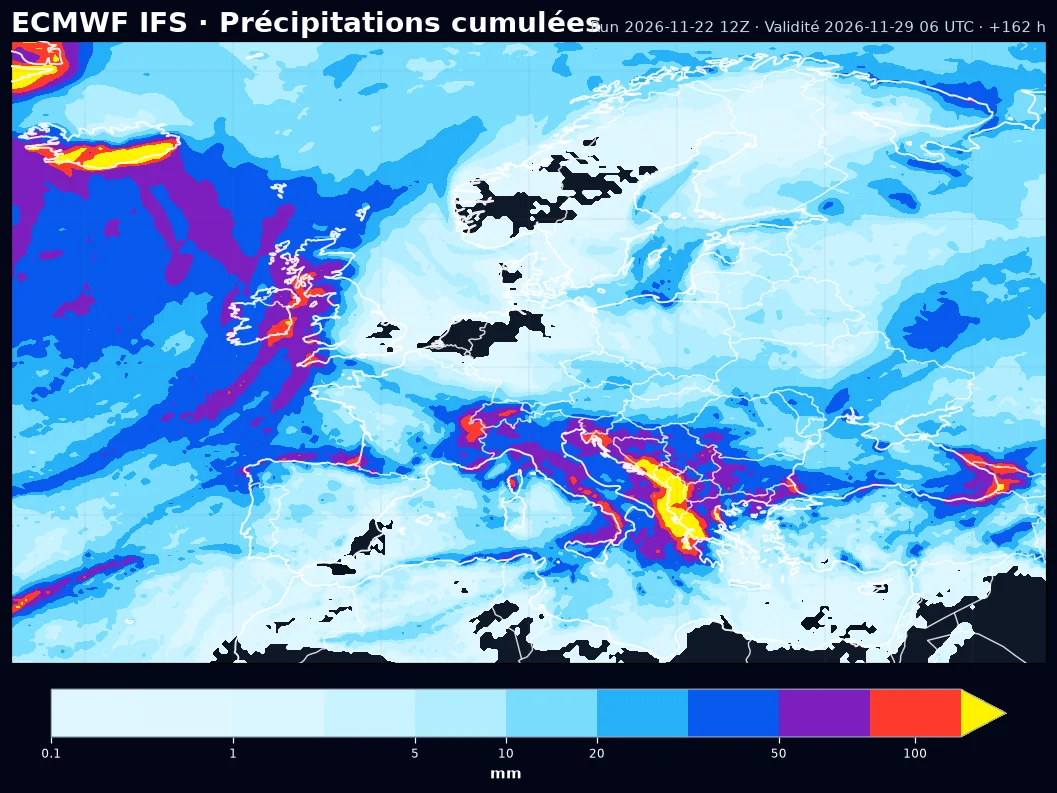 ECMWF IFS · Précipitations cumulées
Run 2026-11-22 12Z · Validité 2026-11-29 06 UTC · +162 h
0.1 1 5 10 20 50 100
mm